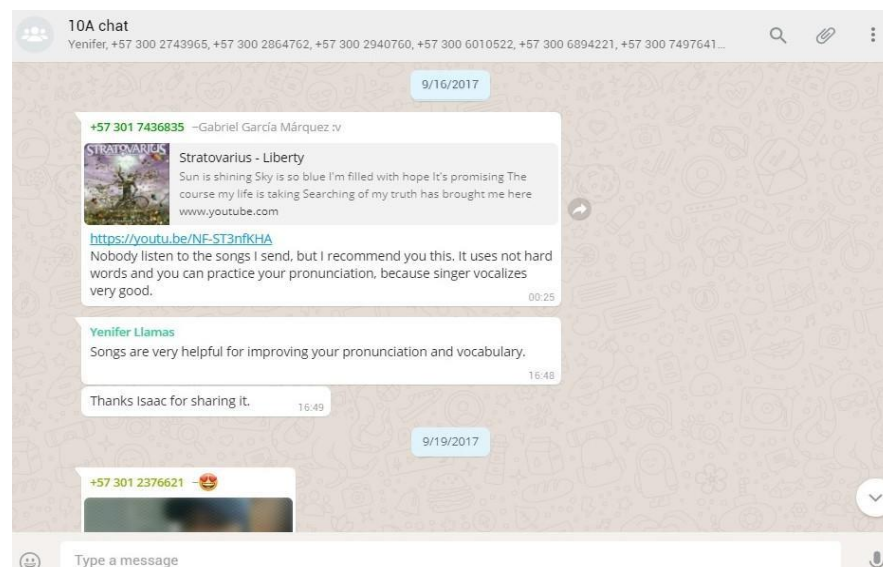 10A chat
Yenifer, +57 300 2743965, +57 300 2864762, +57 300 2940760, +57 300 6010522, +57 300 6894221, +57 300 7497641...
9/16/2017
+57 301 7436835 ~Gabriel García Márquez :v
STRATOVARIUS
Stratovarius - Liberty
Sun is shining Sky is so blue I'm filled with hope It's promising The
course my life is taking Searching of my truth has brought me here
www.youtube.com
https://youtu.be/NF-ST3nfKHA
Nobody listen to the songs I send, but I recommend you this. It uses not hard
words and you can practice your pronunciation, because singer vocalizes
very good.
00:25
Yenifer Llamas
Songs are very helpful for improving your pronunciation and vocabulary.
16:48
Thanks Isaac for sharing it.
16:49
9/19/2017
+57 301 2376621 ~😍
Type a message